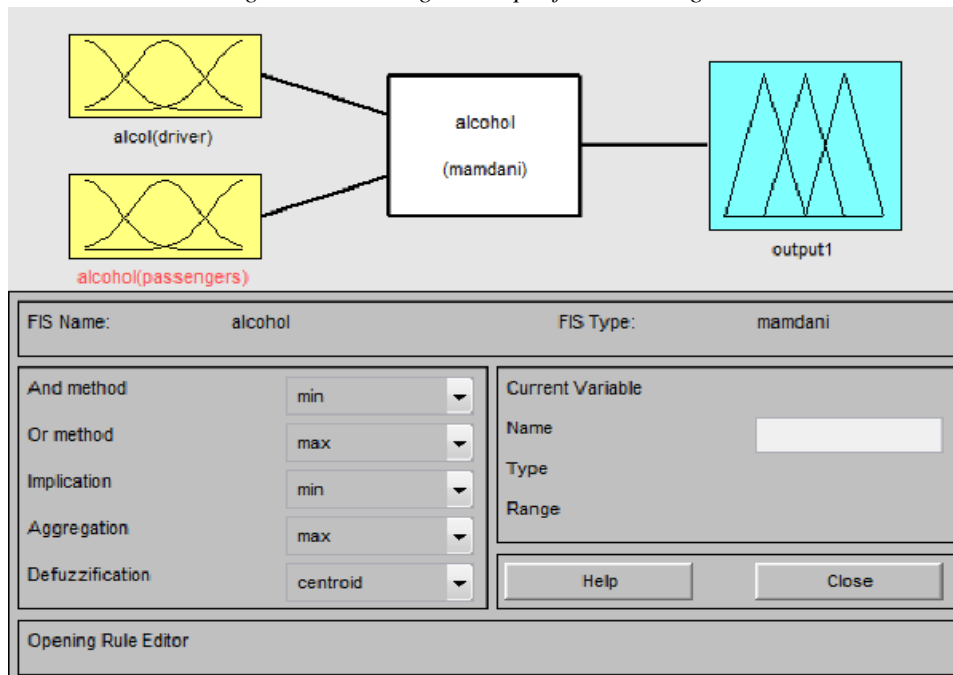 alcol(driver)
alcohol(passengers)
alcohol
(mamdani)
output1
FIS Name: alcohol FIS Type: mamdani
And method min
Or method max
Implication min
Aggregation max
Defuzzification centroid
Current Variable
Name
Type
Range
Help Close
Opening Rule Editor